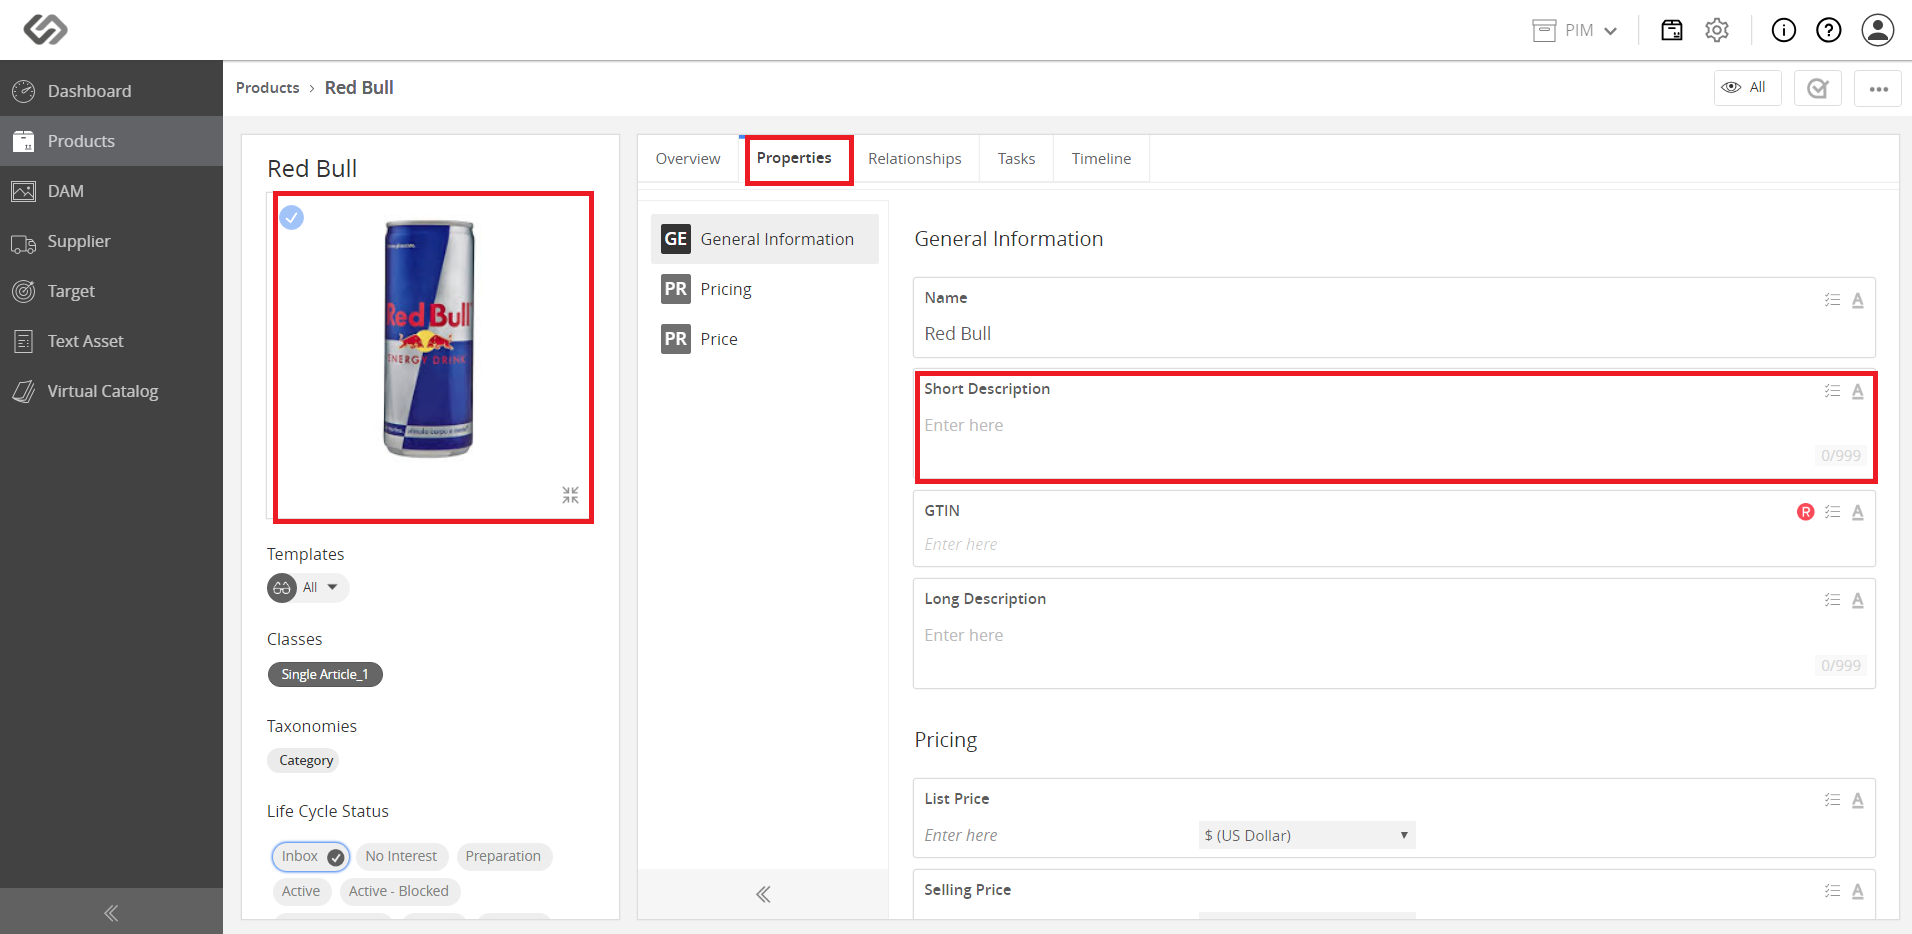 PIM
Dashboard
Products
DAM
Supplier
Target
Text Asset
Virtual Catalog
Products › Red Bull
All
Red Bull
Red Bull
ENERGY DRINK
Templates
All
Classes
Single Article_1
Taxonomies
Category
Life Cycle Status
Inbox
No Interest
Preparation
Active
Active - Blocked
Overview
Properties
Relationships
Tasks
Timeline
GE General Information
PR Pricing
PR Price
General Information
Name
Red Bull
Short Description
Enter here
0/999
GTIN
R
Enter here
Long Description
Enter here
0/999
Pricing
List Price
Enter here
$ (US Dollar)
Selling Price